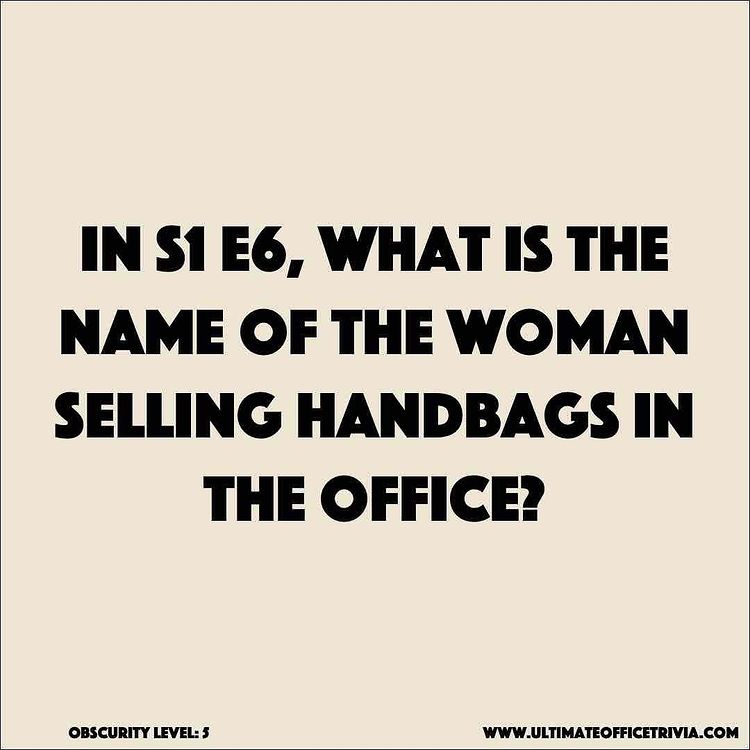 IN S1 E6, WHAT IS THE
NAME OF THE WOMAN
SELLING HANDBAGS IN
THE OFFICE?
OBSCURITY LEVEL: 5
WWW.ULTIMATEOFFICETRIVIA.COM